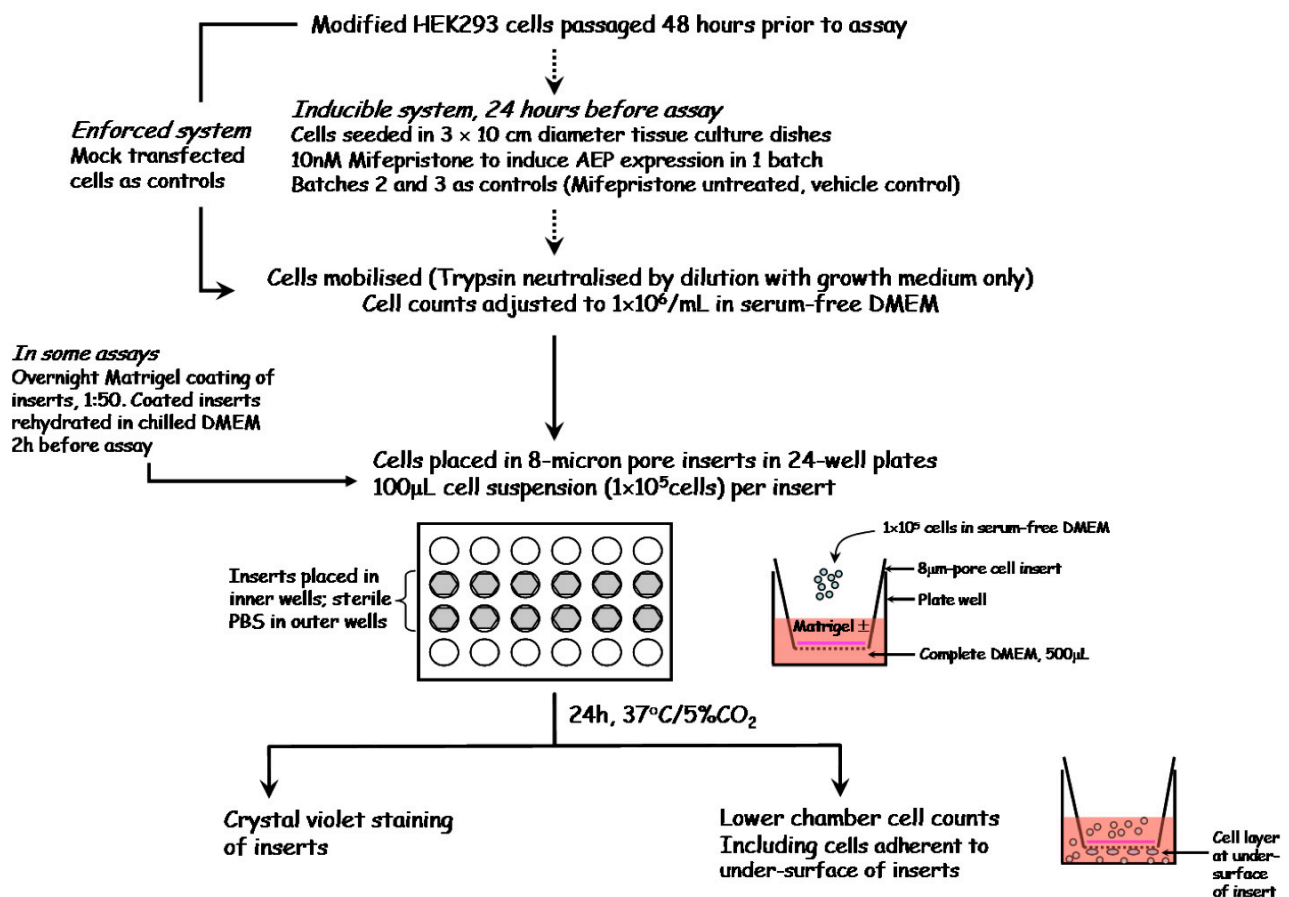 Modified HEK293 cells passaged 48 hours prior to assay
Enforced system
Mock transfected
cells as controls
Inducible system, 24 hours before assay
Cells seeded in 3 × 10 cm diameter tissue culture dishes
10nM Mifepristone to induce AEP expression in 1 batch
Batches 2 and 3 as controls (Mifepristone untreated, vehicle control)
Cells mobilised (Trypsin neutralised by dilution with growth medium only)
Cell counts adjusted to 1×10⁶/mL in serum-free DMEM
In some assays
Overnight Matrigel coating of
inserts, 1:50. Coated inserts
rehydrated in chilled DMEM
2h before assay
Cells placed in 8-micron pore inserts in 24-well plates
100μL cell suspension (1×10⁵cells) per insert
Inserts placed in
inner wells; sterile
PBS in outer wells
1×10⁵ cells in serum-free DMEM
8μm-pore cell insert
Plate well
Matrigel ±
Complete DMEM, 500μL
24h, 37°C/5%CO₂
Crystal violet staining
of inserts
Lower chamber cell counts
Including cells adherent to
under-surface of inserts
Cell layer
at under-
surface
of insert